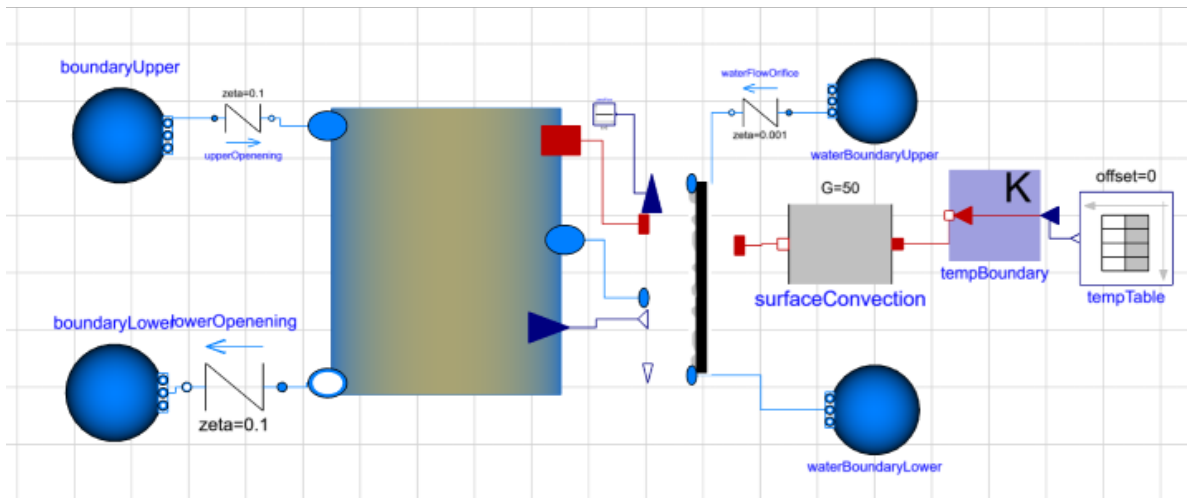 boundaryUpper
zeta=0.1
upperOpenening
waterFlowOrifice
zeta=0.001
waterBoundaryUpper
G=50
K
offset=0
surfaceConvection
tempBoundary
tempTable
boundaryLower
lowerOpenening
zeta=0.1
waterBoundaryLower